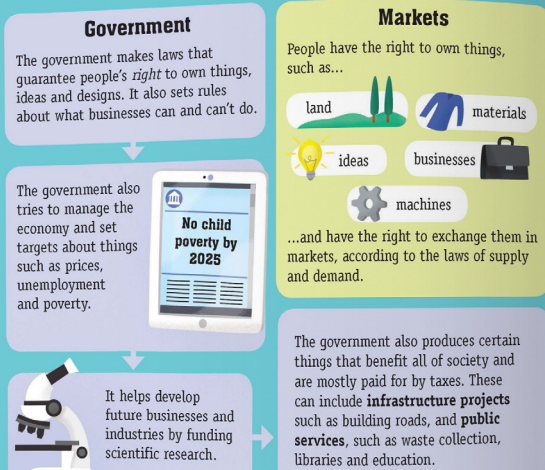 Government
The government makes laws that
guarantee people's right to own things,
ideas and designs. It also sets rules
about what businesses can and can't do.
The government also
tries to manage the
economy and set
targets about things
such as prices,
unemployment
and poverty.
No child
poverty by
2025
It helps develop
future businesses and
industries by funding
scientific research.
Markets
People have the right to own things,
such as...
land
materials
ideas
businesses
machines
...and have the right to exchange them in
markets, according to the laws of supply
and demand.
The government also produces certain
things that benefit all of society and
are mostly paid for by taxes. These
can include infrastructure projects
such as building roads, and public
services, such as waste collection,
libraries and education.